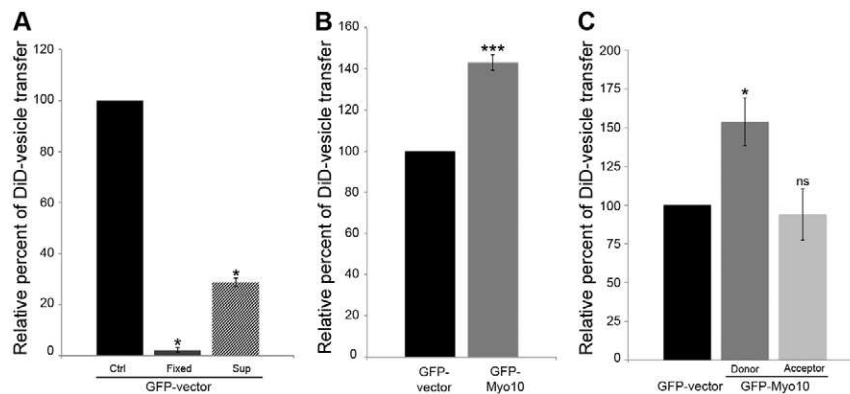 A
Relative percent of DiD-vesicle transfer
120
100
80
60
40
20
0
*
*
Ctrl Fixed Sup
GFP-vector
B
Relative percent of DiD-vesicle transfer
160
140
120
100
80
60
40
20
0
***
GFP- GFP-
vector Myo10
C
Relative percent of DiD-vesicle transfer
200
175
150
125
100
75
50
25
0
*
ns
Donor Acceptor
GFP-vector GFP-Myo10